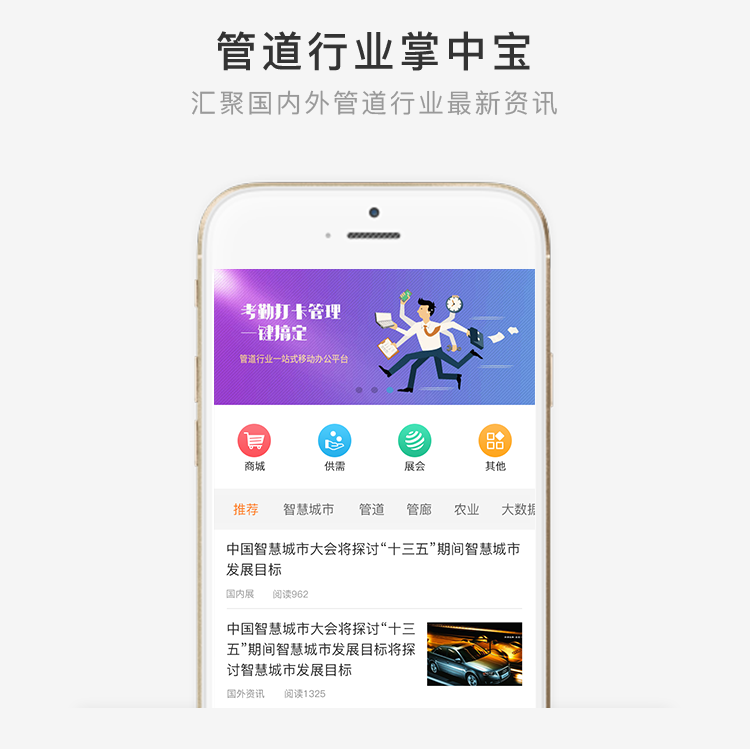 管道行业掌中宝
汇聚国内外管道行业最新资讯
考勤打卡管理
一键搞定
管道行业一站式移动办公平台
商城 供需 展会 其他
推荐 智慧城市 管道 管廊 农业 大数据
中国智慧城市大会将探讨“十三五”期间智慧城市
发展目标
国内展 阅读962
中国智慧城市大会将探讨“十三
五”期间智慧城市发展目标将探
讨智慧城市发展目标
国外资讯 阅读1325